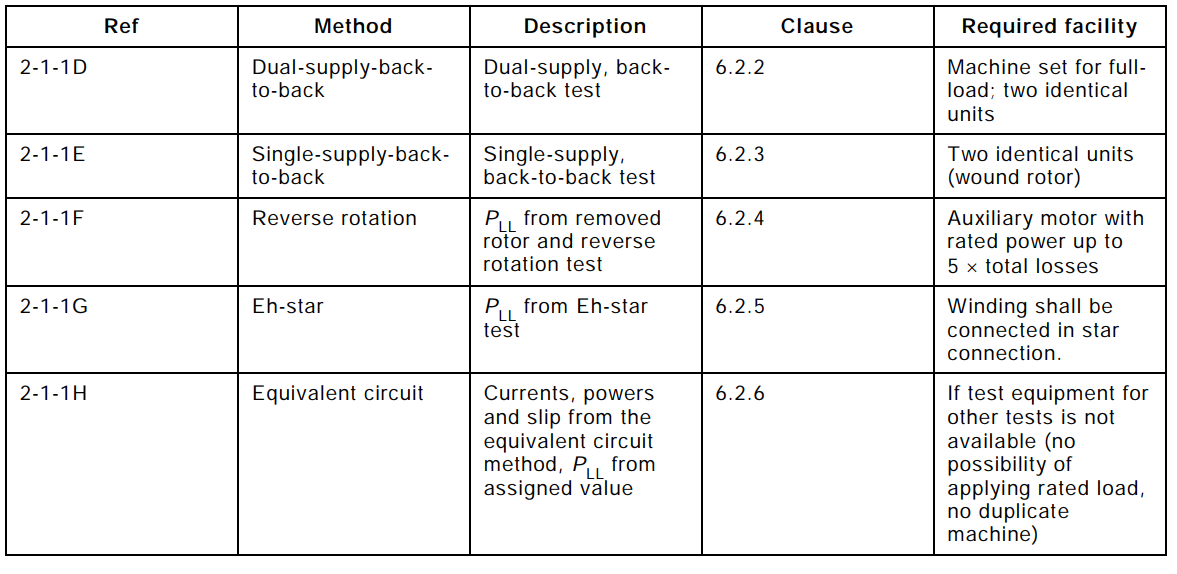 Ref Method Description Clause Required facility
2-1-1D Dual-supply-back- Dual-supply, back- 6.2.2 Machine set for full-
to-back to-back test load; two identical
units
2-1-1E Single-supply-back- Single-supply, 6.2.3 Two identical units
to-back back-to-back test (wound rotor)
2-1-1F Reverse rotation PLL from removed 6.2.4 Auxiliary motor with
rotor and reverse rated power up to
rotation test 5 × total losses
2-1-1G Eh-star PLL from Eh-star 6.2.5 Winding shall be
test connected in star
connection.
2-1-1H Equivalent circuit Currents, powers 6.2.6 If test equipment for
and slip from the other tests is not
equivalent circuit available (no
method, PLL from possibility of
assigned value applying rated load,
no duplicate
machine)